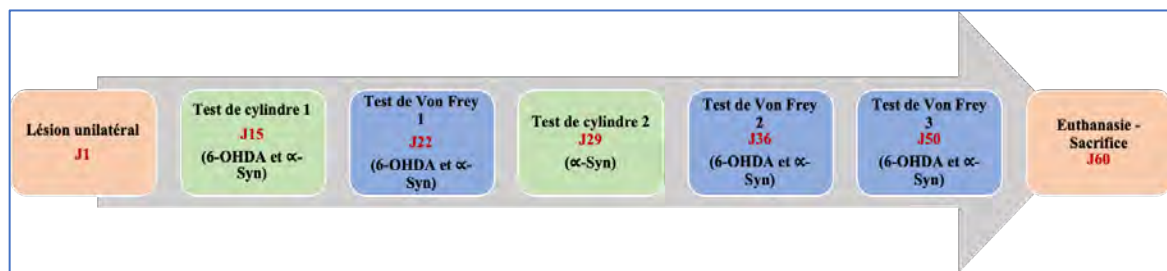 Lésion unilatéral
J1
Test de cylindre 1
J15
(6-OHDA et ∝-
Syn)
Test de Von Frey
1
J22
(6-OHDA et ∝-
Syn)
Test de cylindre 2
J29
(∝-Syn)
Test de Von Frey
2
J36
(6-OHDA et ∝-
Syn)
Test de Von Frey
3
J50
(6-OHDA et ∝-
Syn)
Euthanasie -
Sacrifice
J60